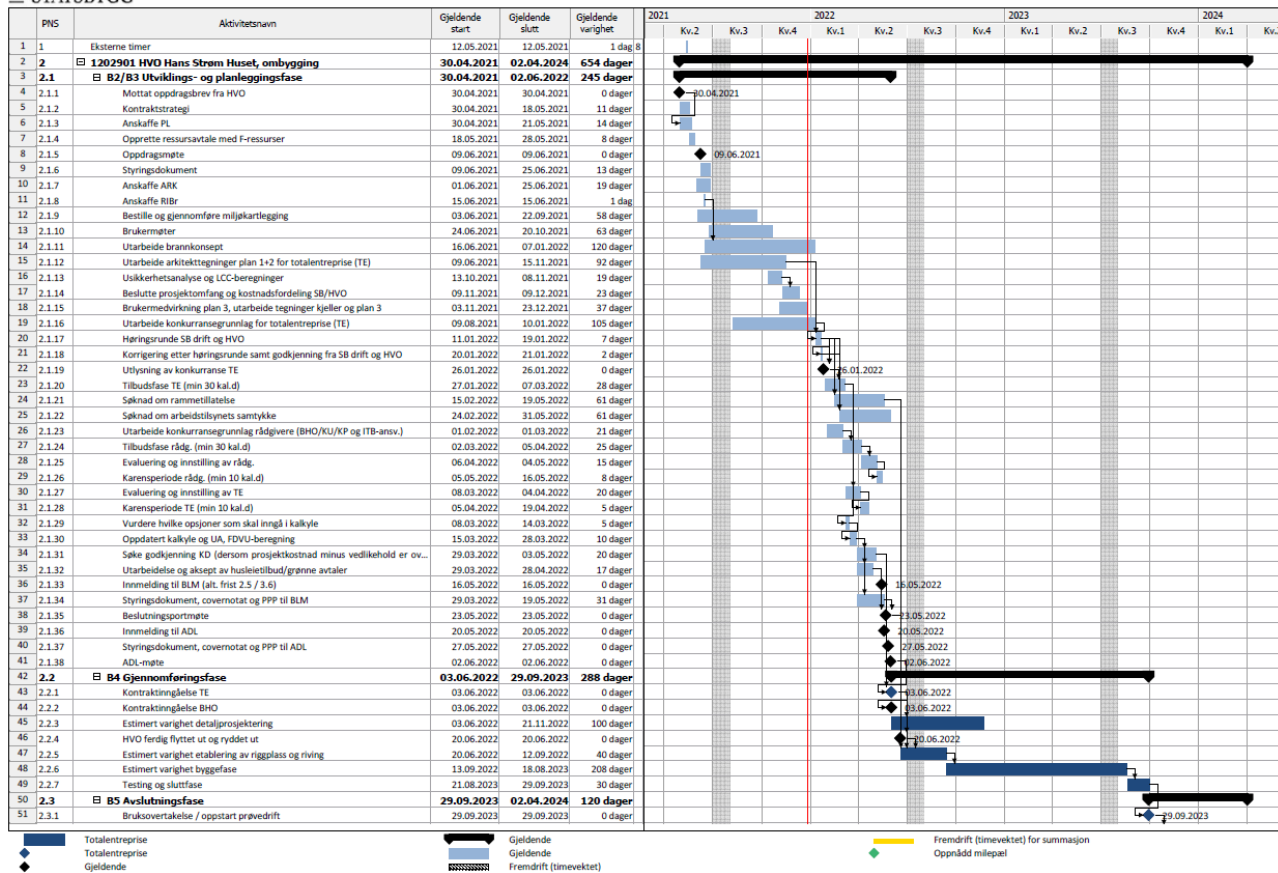 2021 2022 2023 2024
PNS Aktivitetsnavn Gjeldende start Gjeldende slutt Gjeldende varighet Kv.2 Kv.3 Kv.4 Kv.1 Kv.2 Kv.3 Kv.4 Kv.1 Kv.2 Kv.3 Kv.4 Kv.1
1 1 Eksterne timer 12.05.2021 12.05.2021 1 dag 8
2 2 1202901 HVO Hans Strøm Huset, ombygging 30.04.2021 02.04.2024 654 dager
3 2.1 B2/B3 Utviklings- og planleggingsfase 30.04.2021 02.06.2022 245 dager
4 2.1.1 Mottat oppdragsbrev fra HVO 30.04.2021 30.04.2021 0 dager 30.04.2021
5 2.1.2 Kontraktstrategi 30.04.2021 18.05.2021 11 dager
6 2.1.3 Anskaffe PL 30.04.2021 21.05.2021 14 dager
7 2.1.4 Opprette ressursavtale med F-ressurser 18.05.2021 28.05.2021 8 dager
8 2.1.5 Oppdragsmøte 09.06.2021 09.06.2021 0 dager 09.06.2021
9 2.1.6 Styringsdokument 09.06.2021 25.06.2021 13 dager
10 2.1.7 Anskaffe ARK 01.06.2021 25.06.2021 19 dager
11 2.1.8 Anskaffe RIBr 15.06.2021 15.06.2021 1 dag
12 2.1.9 Bestille og gjennomføre miljøkartlegging 03.06.2021 22.09.2021 58 dager
13 2.1.10 Brukermøter 24.06.2021 20.10.2021 63 dager
14 2.1.11 Utarbeide brannkonsept 16.06.2021 07.01.2022 120 dager
15 2.1.12 Utarbeide arkitekttegninger plan 1+2 for totalentreprise (TE) 09.06.2021 15.11.2021 92 dager
16 2.1.13 Usikkerhetsanalyse og LCC-beregninger 13.10.2021 08.11.2021 19 dager
17 2.1.14 Beslutte prosjektomfang og kostnadsfordeling SB/HVO 09.11.2021 09.12.2021 23 dager
18 2.1.15 Brukermedvirkning plan 3, utarbeide tegninger kjeller og plan 3 03.11.2021 23.12.2021 37 dager
19 2.1.16 Utarbeide konkurransegrunnlag for totalentreprise (TE) 09.08.2021 10.01.2022 105 dager
20 2.1.17 Høringsrunde SB drift og HVO 11.01.2022 19.01.2022 7 dager
21 2.1.18 Korrigering etter høringsrunde samt godkjenning fra SB drift og HVO 20.01.2022 21.01.2022 2 dager
22 2.1.19 Utlysning av konkurranse TE 26.01.2022 26.01.2022 0 dager 26.01.2022
23 2.1.20 Tilbudsfase TE (min 30 kal.d) 27.01.2022 07.03.2022 28 dager
24 2.1.21 Søknad om rammetillatelse 15.02.2022 19.05.2022 61 dager
25 2.1.22 Søknad om arbeidstilsynets samtykke 24.02.2022 31.05.2022 61 dager
26 2.1.23 Utarbeide konkurransegrunnlag rådgivere (BHO/KU/KP og ITB-ansv.) 01.02.2022 01.03.2022 21 dager
27 2.1.24 Tilbudsfase rådg. (min 30 kal.d) 02.03.2022 05.04.2022 25 dager
28 2.1.25 Evaluering og innstilling av rådg. 06.04.2022 04.05.2022 15 dager
29 2.1.26 Karensperiode rådg. (min 10 kal.d) 05.05.2022 16.05.2022 8 dager
30 2.1.27 Evaluering og innstilling av TE 08.03.2022 04.04.2022 20 dager
31 2.1.28 Karensperiode TE (min 10 kal.d) 05.04.2022 19.04.2022 5 dager
32 2.1.29 Vurdere hvilke opsjoner som skal inngå i kalkyle 08.03.2022 14.03.2022 5 dager
33 2.1.30 Oppdatert kalkyle og UA, FDVU-beregning 15.03.2022 28.03.2022 10 dager
34 2.1.31 Søke godkjenning KD (dersom prosjektkostnad minus vedlikehold er ov... 29.03.2022 03.05.2022 20 dager
35 2.1.32 Utarbeidelse og aksept av husleietilbud/grønne avtaler 29.03.2022 28.04.2022 17 dager
36 2.1.33 Innmelding til BLM (alt. frist 2.5 / 3.6) 16.05.2022 16.05.2022 0 dager 16.05.2022
37 2.1.34 Styringsdokument, covernotat og PPP til BLM 29.03.2022 19.05.2022 31 dager
38 2.1.35 Beslutningsportmøte 23.05.2022 23.05.2022 0 dager 23.05.2022
39 2.1.36 Innmelding til ADL 20.05.2022 20.05.2022 0 dager 20.05.2022
40 2.1.37 Styringsdokument, covernotat og PPP til ADL 27.05.2022 27.05.2022 0 dager 27.05.2022
41 2.1.38 ADL-møte 02.06.2022 02.06.2022 0 dager 02.06.2022
42 2.2 B4 Gjennomføringsfase 03.06.2022 29.09.2023 288 dager
43 2.2.1 Kontraktinngåelse TE 03.06.2022 03.06.2022 0 dager 03.06.2022
44 2.2.2 Kontraktinngåelse BHO 03.06.2022 03.06.2022 0 dager 03.06.2022
45 2.2.3 Estimert varighet detaljprosjektering 03.06.2022 21.11.2022 100 dager
46 2.2.4 HVO ferdig flyttet ut og ryddet ut 20.06.2022 20.06.2022 0 dager 20.06.2022
47 2.2.5 Estimert varighet etablering av riggplass og riving 20.06.2022 12.09.2022 40 dager
48 2.2.6 Estimert varighet byggefase 13.09.2022 18.08.2023 208 dager
49 2.2.7 Testing og sluttfase 21.08.2023 29.09.2023 30 dager
50 2.3 B5 Avslutningsfase 29.09.2023 02.04.2024 120 dager
51 2.3.1 Bruksovertakelse / oppstart prøvedrift 29.09.2023 29.09.2023 0 dager 29.09.2023
Totalentreprise Gjeldende Fremdrift (timevektet) for summasjon
Totalentreprise Gjeldende Oppnådd milepæl
Gjeldende Fremdrift (timevektet)